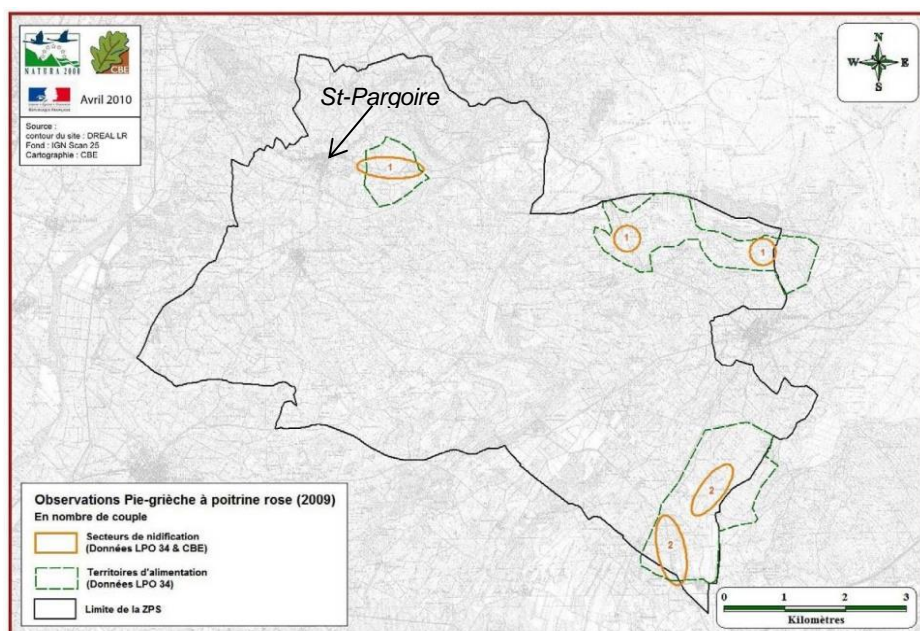 NATURA 2000
CBE
Avril 2010
Source :
contour du site : DREAL LR
Fond : IGN Scan 25
Cartographie : CBE
St-Pargoire
N
W E
S
1
1
1
2
2
Observations Pie-grièche à poitrine rose (2009)
En nombre de couple
Secteurs de nidification
(Données LPO 34 & CBE)
Territoires d'alimentation
(Données LPO 34)
Limite de la ZPS
0 1 2 3
Kilomètres